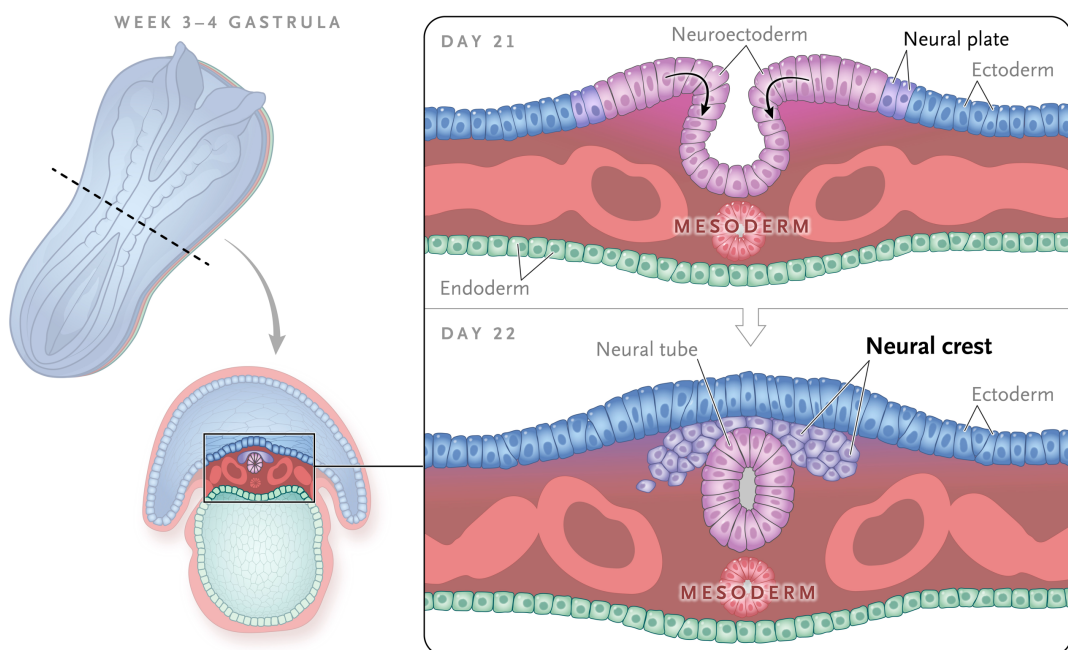 WEEK 3–4 GASTRULA
DAY 21
Neuroectoderm
Neural plate
Ectoderm
MESODERM
Endoderm
DAY 22
Neural tube
Neural crest
Ectoderm
MESODERM